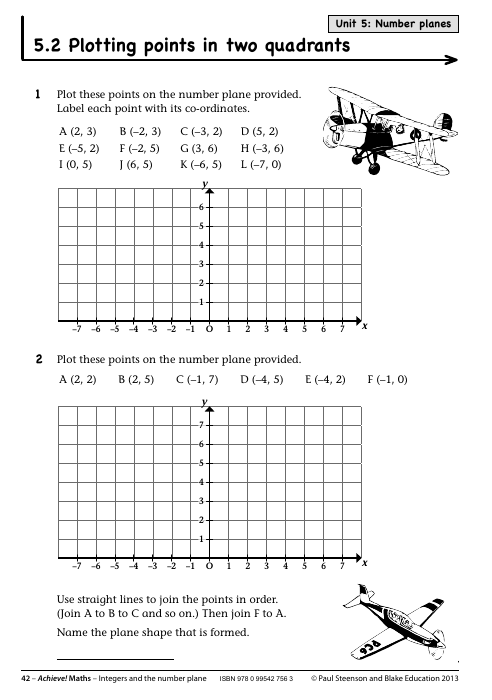 Unit 5: Number planes
5.2 Plotting points in two quadrants
1 Plot these points on the number plane provided.
Label each point with its co-ordinates.
A (2, 3) B (–2, 3) C (–3, 2) D (5, 2)
E (–5, 2) F (–2, 5) G (3, 6) H (–3, 6)
I (0, 5) J (6, 5) K (–6, 5) L (–7, 0)
y
6
5
4
3
2
1
–7 –6 –5 –4 –3 –2 –1 O 1 2 3 4 5 6 7 x
2 Plot these points on the number plane provided.
A (2, 2) B (2, 5) C (–1, 7) D (–4, 5) E (–4, 2) F (–1, 0)
y
7
6
5
4
3
2
1
–7 –6 –5 –4 –3 –2 –1 O 1 2 3 4 5 6 7 x
Use straight lines to join the points in order.
(Join A to B to C and so on.) Then join F to A.
Name the plane shape that is formed.
42 – Achieve! Maths – Integers and the number plane ISBN 978 0 99542 756 3 © Paul Steenson and Blake Education 2013